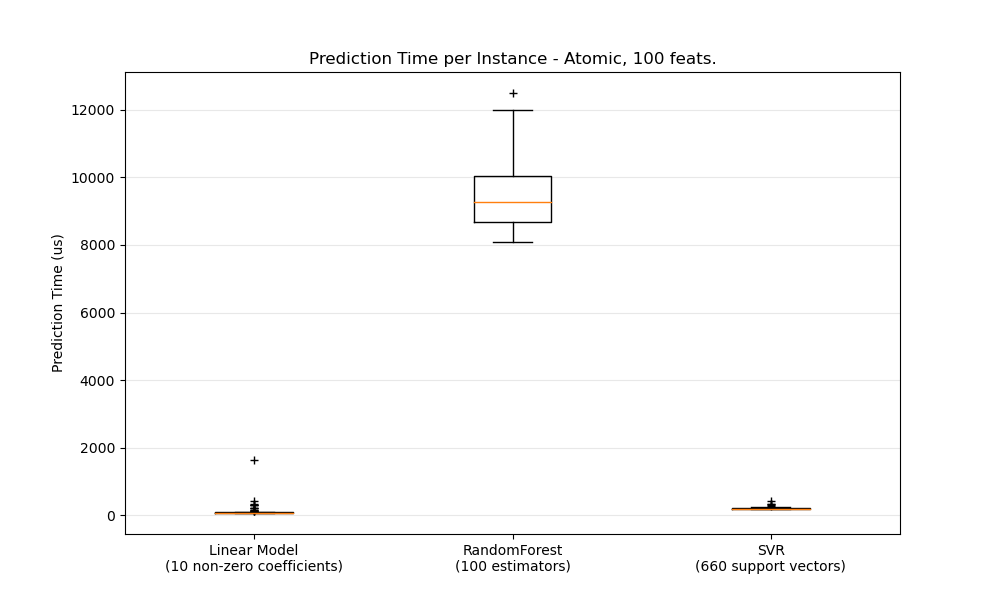 Prediction Time per Instance - Atomic, 100 feats.
Prediction Time (us)
12000
10000
8000
6000
4000
2000
0
Linear Model
(10 non-zero coefficients)
RandomForest
(100 estimators)
SVR
(660 support vectors)